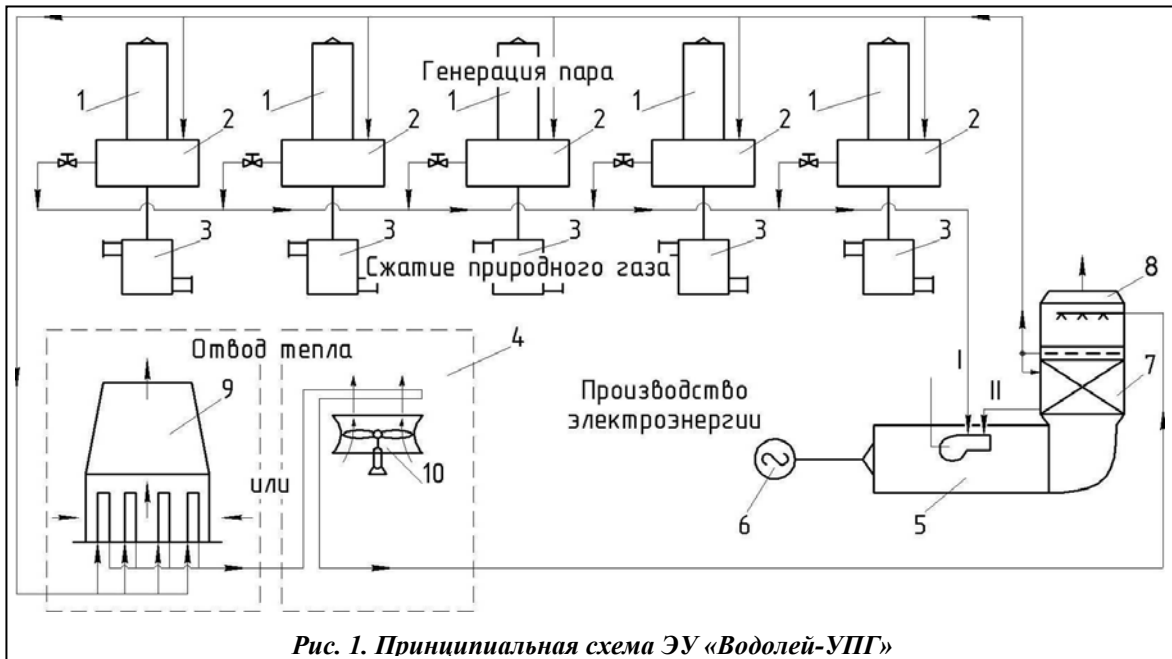 Генерация пара
1
1
1
1
1
2
2
2
2
2
3
3
3
3
3
Сжатие природного газа
8
Отвод тепла
4
I
7
9
Производство
электроэнергии
II
10
или
6
5
Рис. 1. Принципиальная схема ЭУ «Водолей-УПГ»